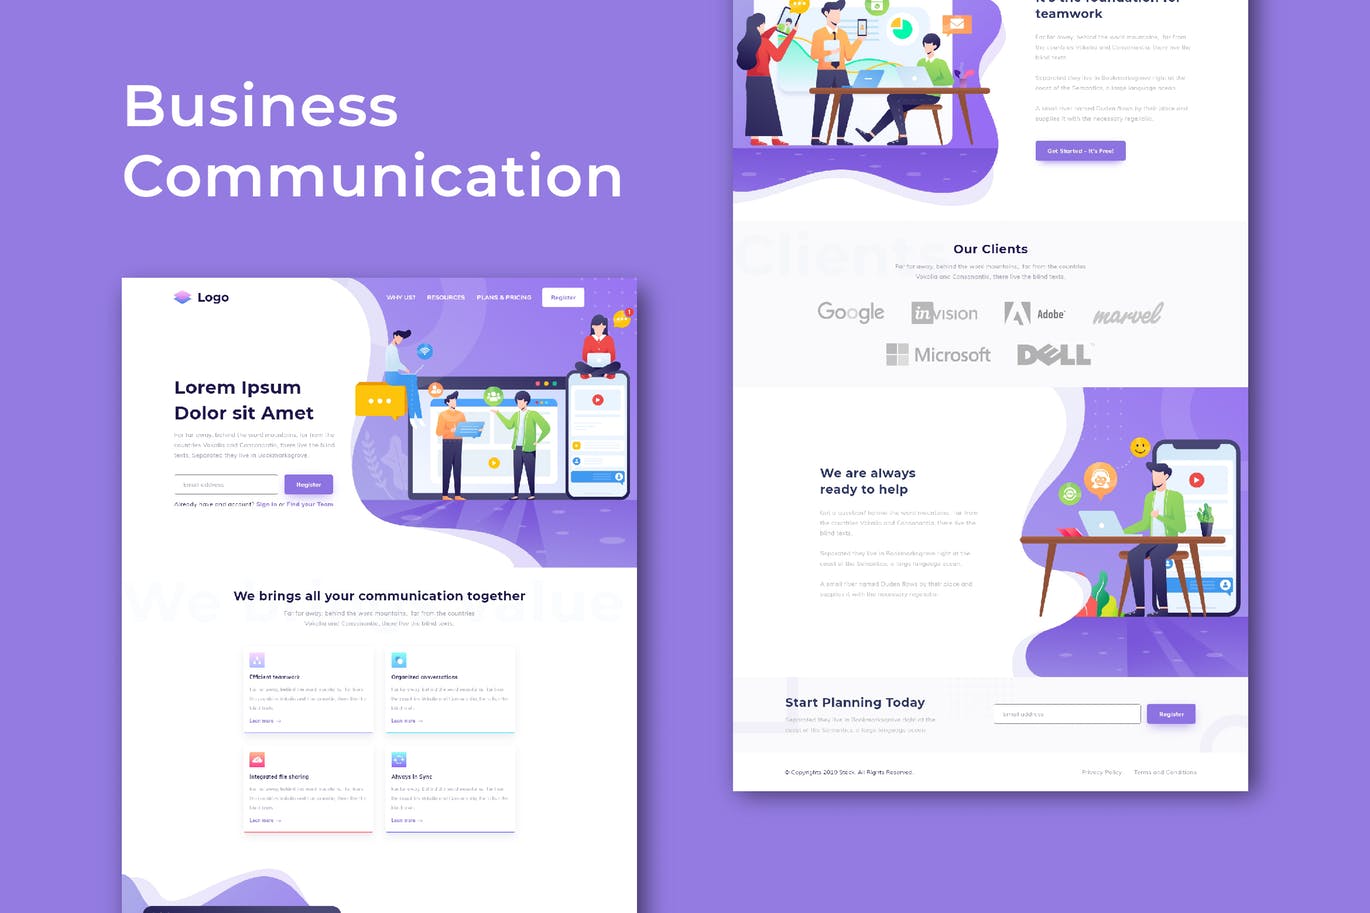 Business
Communication
Logo
WHY US?
RESOURCES
PLANS & PRICING
Register
1
Lorem Ipsum
Dolor sit Amet
Far far away, behind the word mountains, far from the
countries Vokalia and Consonantia, there live the blind
texts. Separated they live in Bookmarksgrove.
Email address
Register
Already have and account? Sign in or Find your Team
We brings all your communication together
Far far away, behind the word mountains, far from the countries
Vokalia and Consonantia, there live the blind texts.
Efficient teamwork
Learn more →
Organized conversations
Learn more →
Integrated file sharing
Learn more →
Always in Sync
Learn more →
teamwork
Far far away, behind the word mountains, far from
the countries Vokalia and Consonantia, there live the
blind texts.
Separated they live in Bookmarksgrove right at the
coast of the Semantics, a large language ocean.
A small river named Duden flows by their place and
supplies it with the necessary regelialia.
Get Started - It's Free!
Clients
Our Clients
Far far away, behind the word mountains, far from the countries
Vokalia and Consonantia, there live the blind texts.
Google
inVISION
Adobe
marvel
Microsoft
DELL
We are always
ready to help
Got a question? behind the word mountains, far from
the countries Vokalia and Consonantia, there live the
blind texts.
Separated they live in Bookmarksgrove right at the
coast of the Semantics, a large language ocean.
A small river named Duden flows by their place and
supplies it with the necessary regelialia.
Start Planning Today
Separated they live in Bookmarksgrove right at the
coast of the Semantics, a large language ocean.
Email address
Register
© Copyrights 2019 Stack. All Rights Reserved.
Privacy Policy
Terms and Conditions